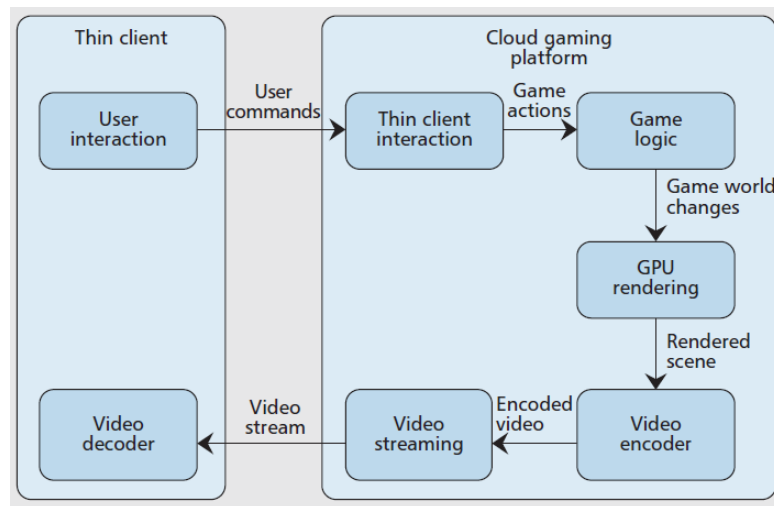 Thin client
Cloud gaming
platform
User
interaction
User
commands
Thin client
interaction
Game
actions
Game
logic
Game world
changes
GPU
rendering
Rendered
scene
Video
decoder
Video
stream
Video
streaming
Encoded
video
Video
encoder